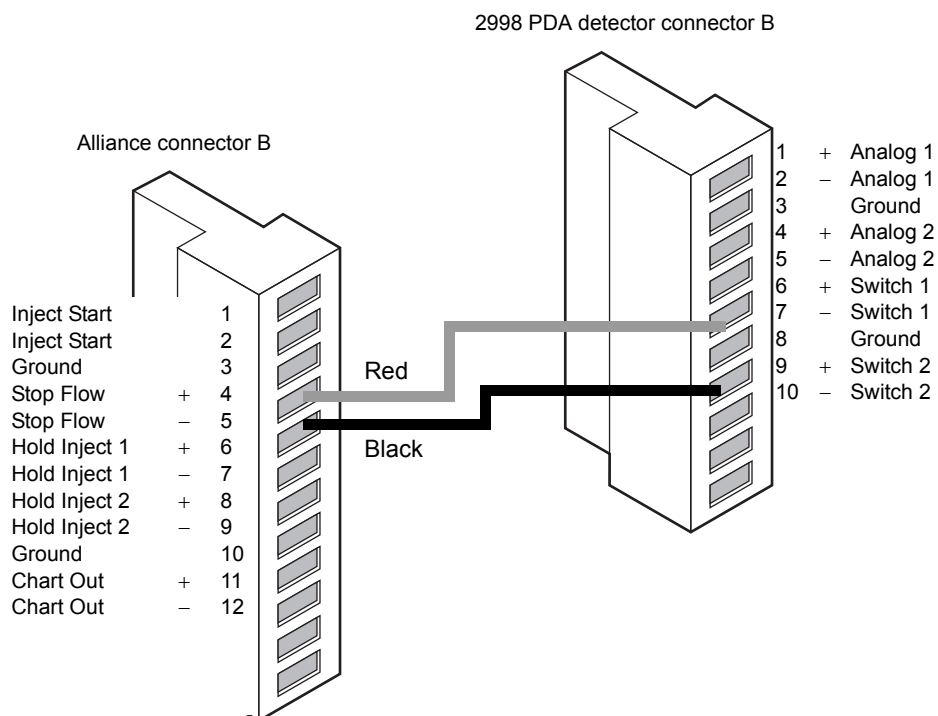 2998 PDA detector connector B
Alliance connector B
1 + Analog 1
2 − Analog 1
3 Ground
4 + Analog 2
5 − Analog 2
6 + Switch 1
7 − Switch 1
8 Ground
9 + Switch 2
10 − Switch 2
Inject Start 1
Inject Start 2
Ground 3
Stop Flow + 4
Stop Flow − 5
Hold Inject 1 + 6
Hold Inject 1 − 7
Hold Inject 2 + 8
Hold Inject 2 − 9
Ground 10
Chart Out + 11
Chart Out − 12
Red
Black